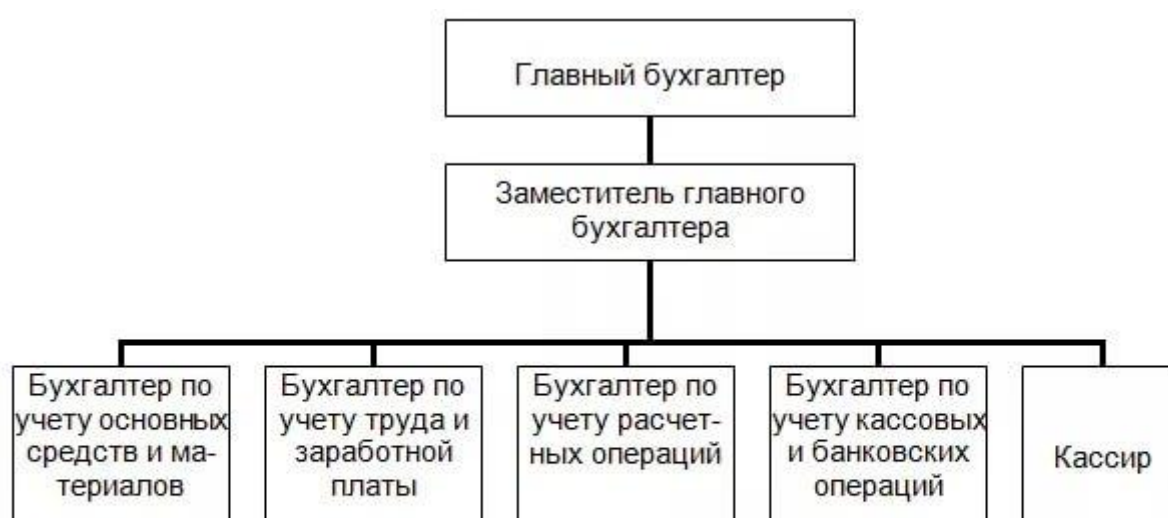 Главный бухгалтер
Заместитель главного
бухгалтера
Бухгалтер по
учету основных
средств и ма-
териалов
Бухгалтер по
учету труда и
заработной
платы
Бухгалтер по
учету расчет-
ных операций
Бухгалтер по
учету кассовых
и банковских
операций
Кассир